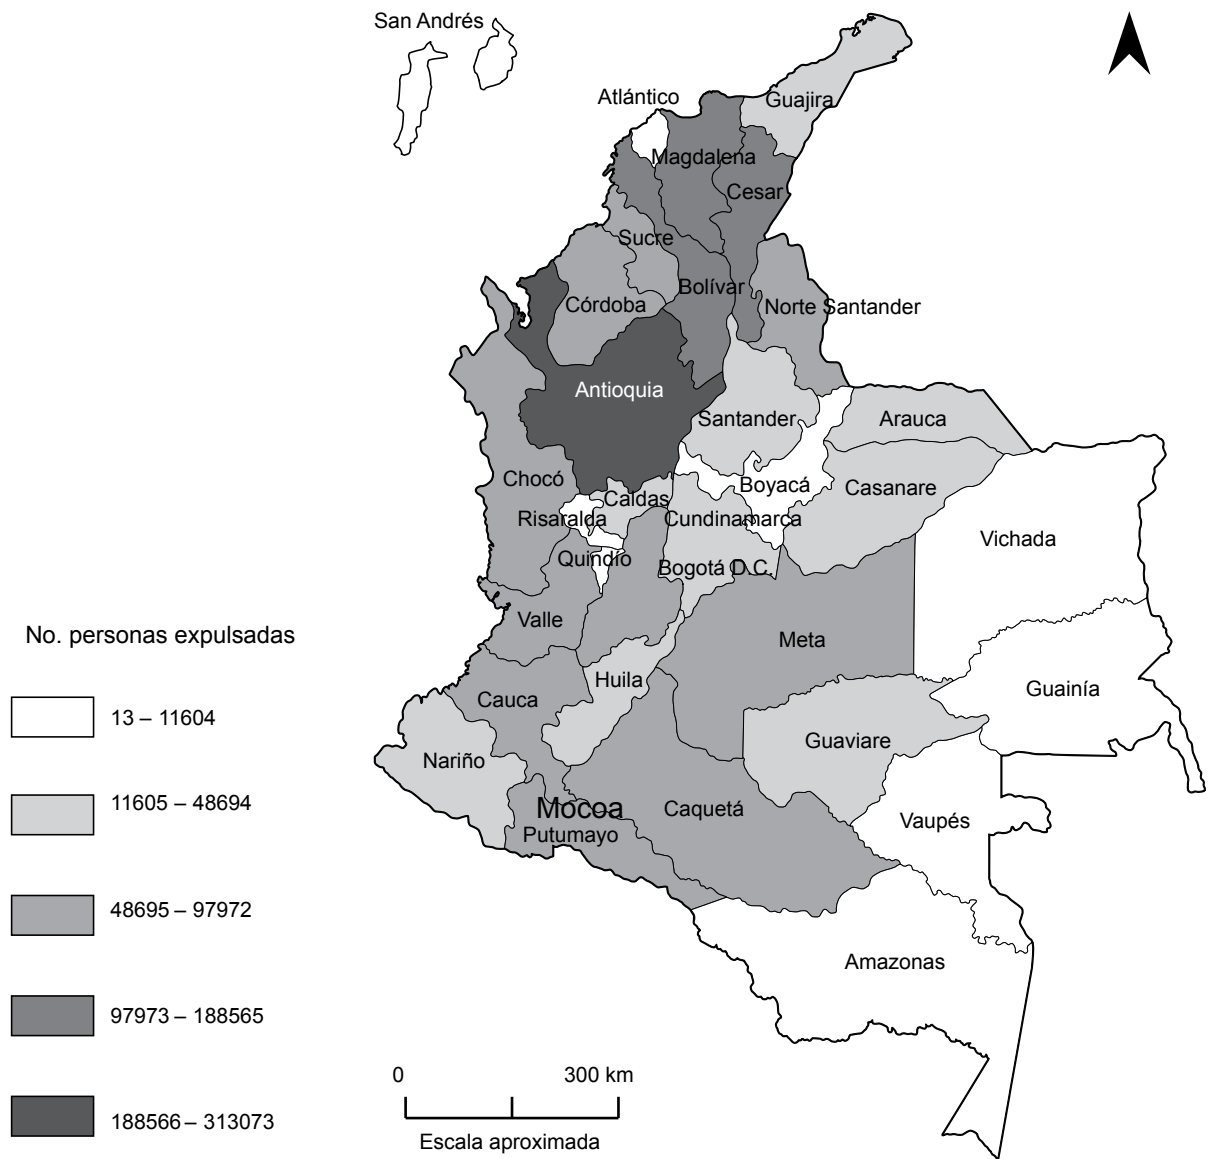 San Andrés
Atlántico
Guajira
Magdalena
Cesar
Sucre
Bolívar
Córdoba
Norte Santander
Antioquia
Santander
Arauca
Chocó
Boyacá
Casanare
Caldas
Risaralda
Cundinamarca
Vichada
Quindío
Bogotá D.C.
Valle
Meta
No. personas expulsadas
Huila
Guainía
Cauca
13 – 11604
Guaviare
Nariño
11605 – 48694
Mocoa
Caquetá
Vaupés
Putumayo
48695 – 97972
Amazonas
97973 – 188565
0 300 km
188566 – 313073
Escala aproximada